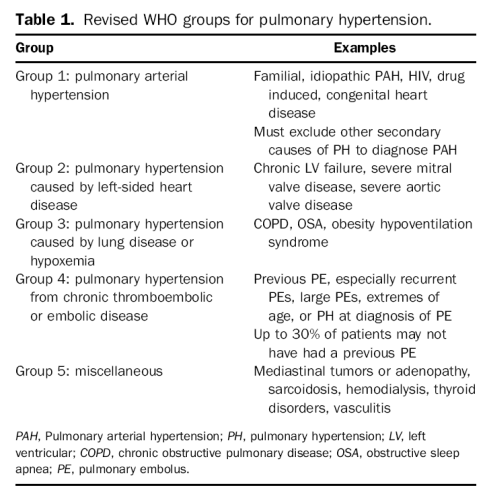 Table 1. Revised WHO groups for pulmonary hypertension.
Group Examples
Group 1: pulmonary arterial
hypertension
Familial, idiopathic PAH, HIV, drug
induced, congenital heart
disease
Must exclude other secondary
causes of PH to diagnose PAH
Group 2: pulmonary hypertension
caused by left-sided heart
disease
Chronic LV failure, severe mitral
valve disease, severe aortic
valve disease
Group 3: pulmonary hypertension
caused by lung disease or
hypoxemia
COPD, OSA, obesity hypoventilation
syndrome
Group 4: pulmonary hypertension
from chronic thromboembolic
or embolic disease
Previous PE, especially recurrent
PEs, large PEs, extremes of
age, or PH at diagnosis of PE
Up to 30% of patients may not
have had a previous PE
Group 5: miscellaneous
Mediastinal tumors or adenopathy,
sarcoidosis, hemodialysis, thyroid
disorders, vasculitis
PAH, Pulmonary arterial hypertension; PH, pulmonary hypertension; LV, left
ventricular; COPD, chronic obstructive pulmonary disease; OSA, obstructive sleep
apnea; PE, pulmonary embolus.